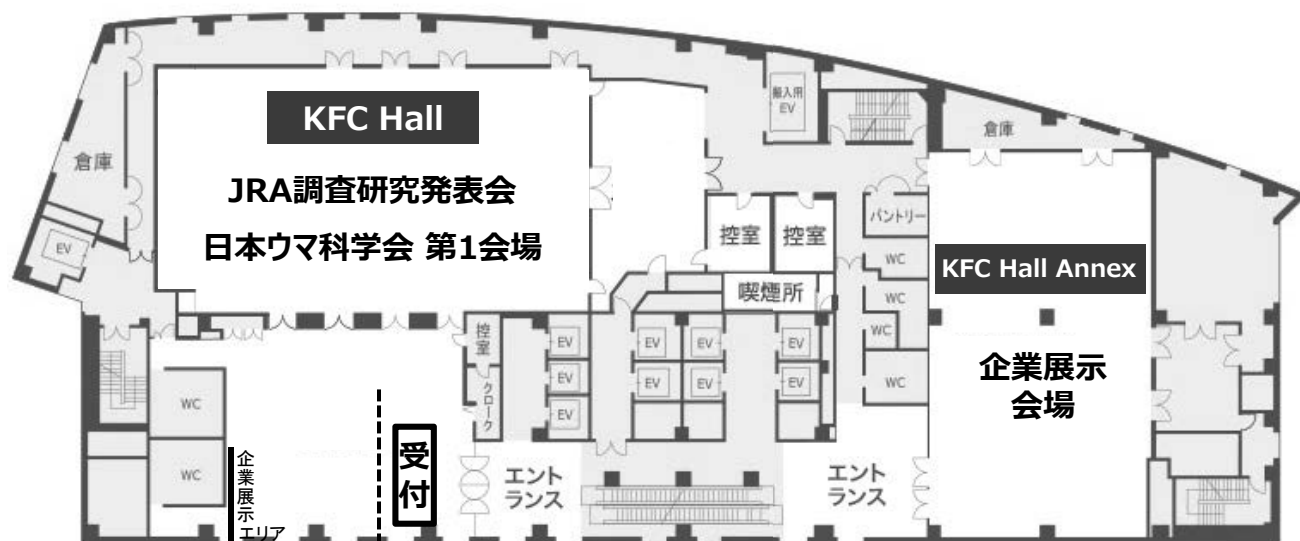 KFC Hall
JRA調査研究発表会
日本ウマ科学会 第1会場
倉庫
EV
搬入用
EV
倉庫
パントリー
控室
控室
喫煙所
WC
WC
WC
WC
KFC Hall Annex
企業展示
会場
控室
クローク
EV
EV
EV
EV
EV
EV
EV
EV
EV
WC
WC
企業展示
エリア
受付
エント
ランス
エント
ランス